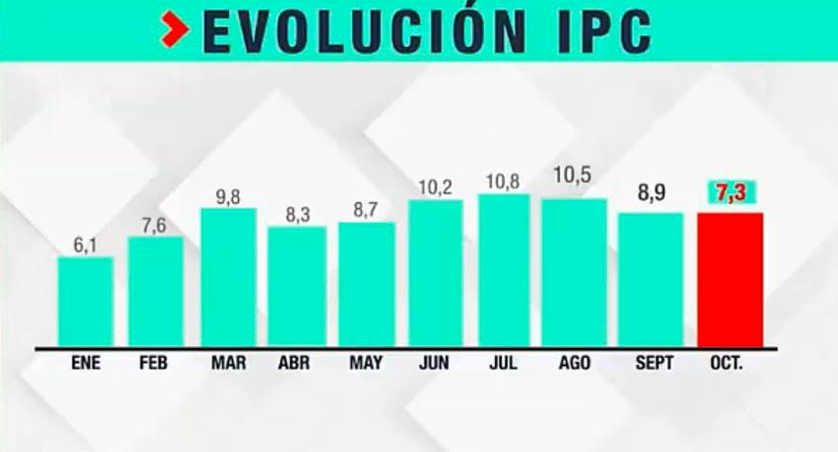 EVOLUCIÓN IPC
6,1 7,6 9,8 8,3 8,7 10,2 10,8 10,5 8,9 7,3
ENE FEB MAR ABR MAY JUN JUL AGO SEPT OCT.